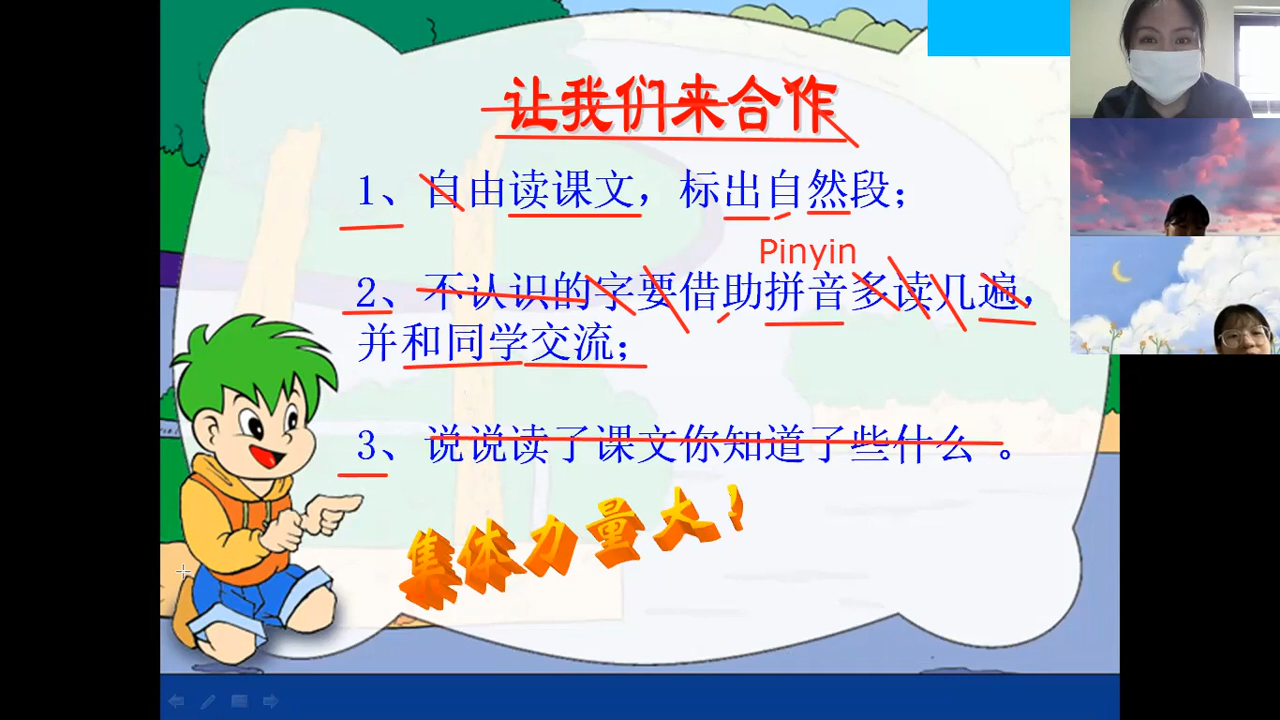 让我们来合作
1、自由读课文，标出自然段；
Pinyin
2、不认识的字要借助拼音多读几遍，
并和同学交流；
3、说说读了课文你知道了些什么 。
集体力量大！